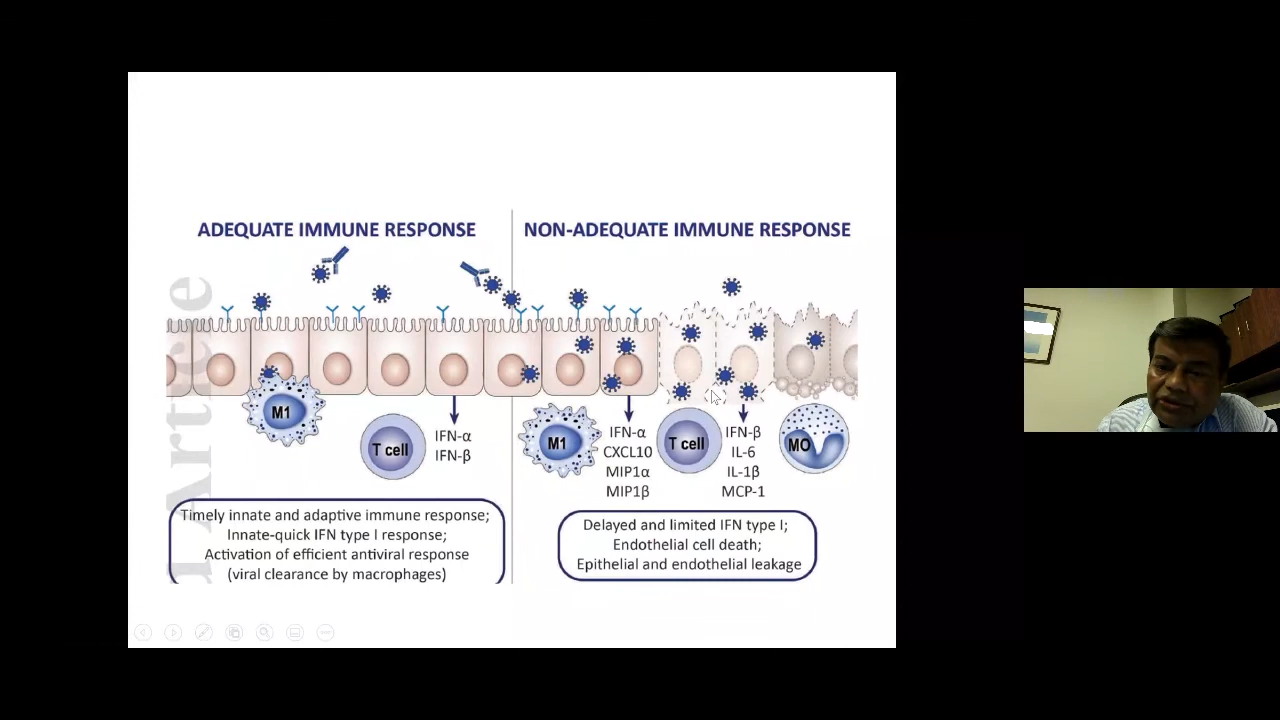 ADEQUATE IMMUNE RESPONSE
M1
T cell
IFN-α
IFN-β
Timely innate and adaptive immune response;
Innate-quick IFN type I response;
Activation of efficient antiviral response
(viral clearance by macrophages)
NON-ADEQUATE IMMUNE RESPONSE
M1
IFN-α
CXCL10
MIP1α
MIP1β
T cell
IFN-β
IL-6
IL-1β
MCP-1
MO
Delayed and limited IFN type I;
Endothelial cell death;
Epithelial and endothelial leakage
Article